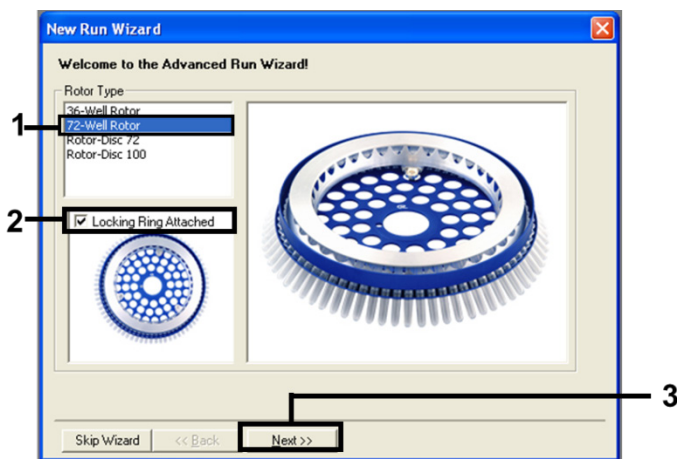 New Run Wizard
Welcome to the Advanced Run Wizard!
Rotor Type
36-Well Rotor
1
72-Well Rotor
Rotor-Disc 72
Rotor-Disc 100
2
Locking Ring Attached
3
Skip Wizard
<< Back
Next >>